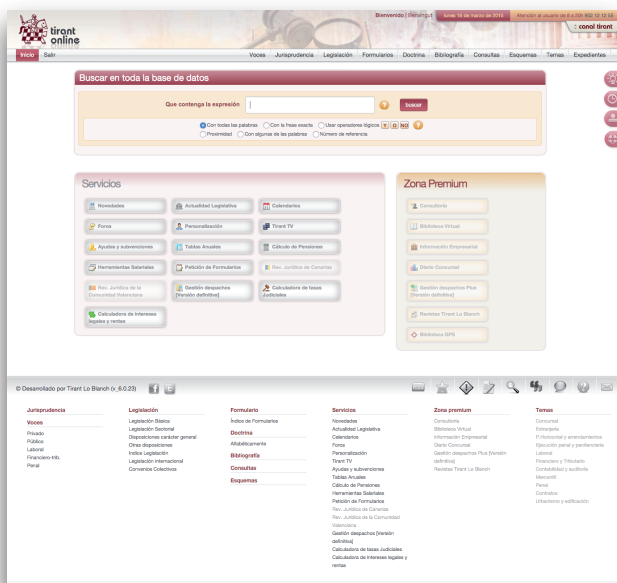 tirant
online
Bienvenido | Benvingut
lunes 16 de marzo de 2015
Atención al usuario de 8 a 20h 902 12 12 55
: canal tirant
Inicio Salir Voces Jurisprudencia Legislación Formularios Doctrina Bibliografía Consultas Esquemas Temas Expedientes
Buscar en toda la base de datos
Que contenga la expresión ? buscar
Con todas las palabras Con la frase exacta Usar operadores lógicos Y O NO ?
Proximidad Con algunas de las palabras Número de referencia
Servicios
Novedades Actualidad Legislativa Calendarios
Foros Personalización Tirant TV
Ayudas y subvenciones Tablas Anuales Cálculo de Pensiones
Herramientas Salariales Petición de Formularios Rev. Jurídica de Canarias
Rev. Jurídica de la Comunidad Valenciana
Gestión despachos [Versión definitiva]
Calculadora de tasas Judiciales
Calculadora de intereses legales y rentas
Zona Premium
Consultoria
Biblioteca Virtual
Información Empresarial
Diario Concursal
Gestión despachos Plus [Versión definitiva]
Revistas Tirant Lo Blanch
Biblioteca GPS
© Desarrollado por Tirant Lo Blanch (v_6.0.23)
Jurisprudencia
Voces
Privado
Público
Laboral
Financiero-trib.
Penal
Legislación
Legislación Básica
Legislación Sectorial
Disposiciones carácter general
Otras disposiciones
Indice Legislación
Legislación Internacional
Convenios Colectivos
Formulario
Índice de Formularios
Doctrina
Alfabéticamente
Bibliografía
Consultas
Esquemas
Servicios
Novedades
Actualidad Legislativa
Calendarios
Foros
Personalización
Tirant TV
Ayudas y subvenciones
Tablas Anuales
Cálculo de Pensiones
Herramientas Salariales
Petición de Formularios
Rev. Jurídica de Canarias
Rev. Jurídica de la Comunidad
Valenciana
Gestión despachos [Versión
definitiva]
Calculadora de tasas Judiciales
Calculadora de intereses legales y
rentas
Zona premium
Consultoria
Biblioteca Virtual
Información Empresarial
Diario Concursal
Gestión despachos Plus [Versión
definitiva]
Revistas Tirant Lo Blanch
Temas
Concursal
Extranjería
P.Horizontal y arrendamientos
Ejecución penal y penitenciaria
Laboral
Financiero y Tributario
Contabilidad y auditoría
Mercantil
Penal
Contratos
Urbanismo y edificación